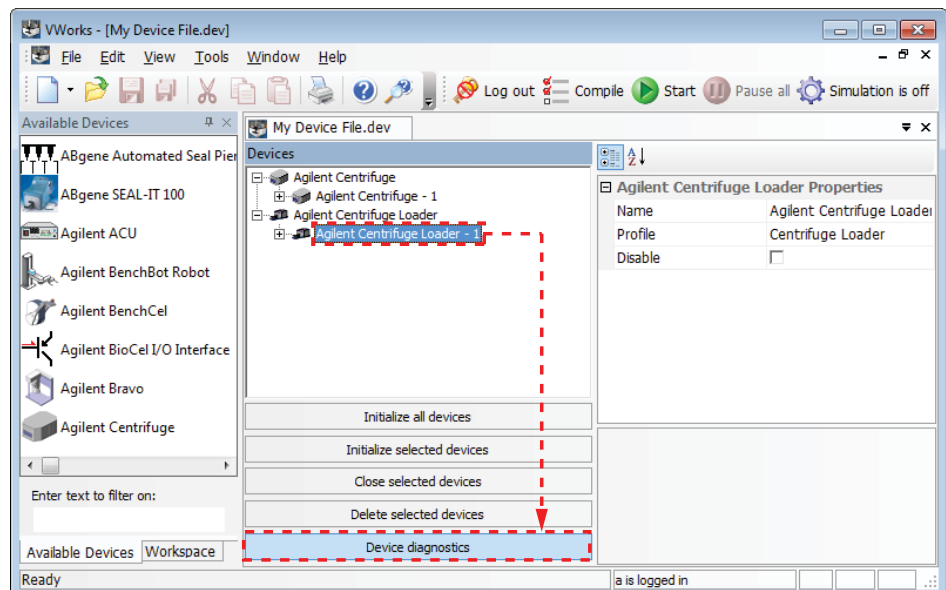 VWorks - [My Device File.dev]
File Edit View Tools Window Help
Log out Compile Start Pause all Simulation is off
Available Devices
ABgene Automated Seal Pier
ABgene SEAL-IT 100
Agilent ACU
Agilent BenchBot Robot
Agilent BenchCel
Agilent BioCel I/O Interface
Agilent Bravo
Agilent Centrifuge
Enter text to filter on:
Available Devices Workspace
My Device File.dev
Devices
Agilent Centrifuge
Agilent Centrifuge - 1
Agilent Centrifuge Loader
Agilent Centrifuge Loader - 1
Initialize all devices
Initialize selected devices
Close selected devices
Delete selected devices
Device diagnostics
Agilent Centrifuge Loader Properties
Name Agilent Centrifuge Loader
Profile Centrifuge Loader
Disable
Ready a is logged in